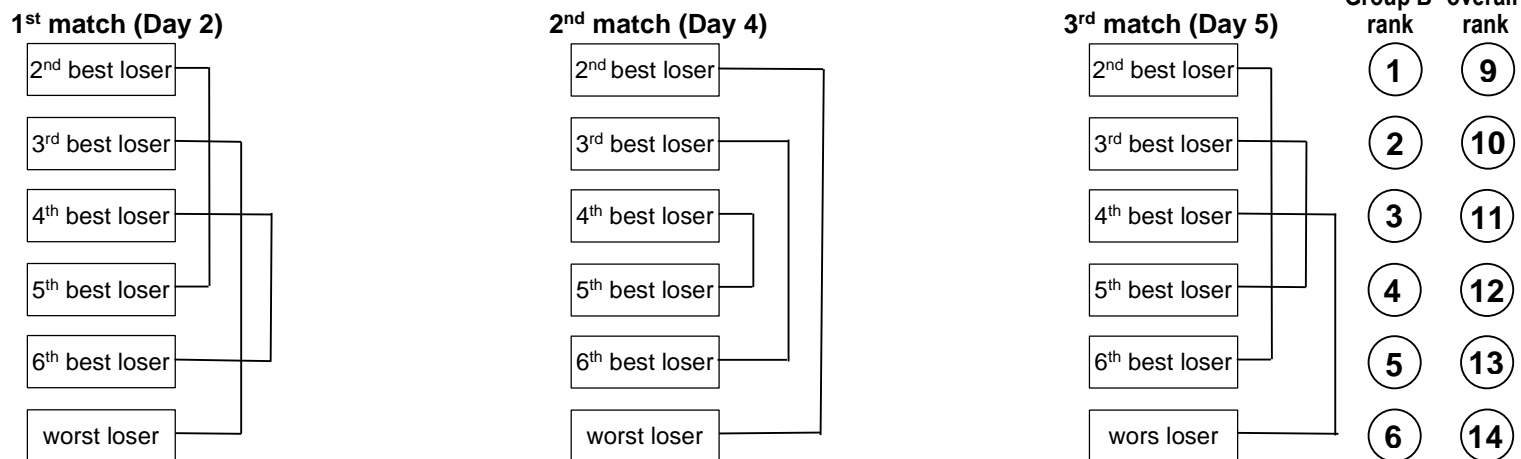 Group B overall
1st match (Day 2) 2nd match (Day 4) 3rd match (Day 5) rank rank
2nd best loser 2nd best loser 2nd best loser 1 9
3rd best loser 3rd best loser 3rd best loser 2 10
4th best loser 4th best loser 4th best loser 3 11
5th best loser 5th best loser 5th best loser 4 12
6th best loser 6th best loser 6th best loser 5 13
worst loser worst loser wors loser 6 14